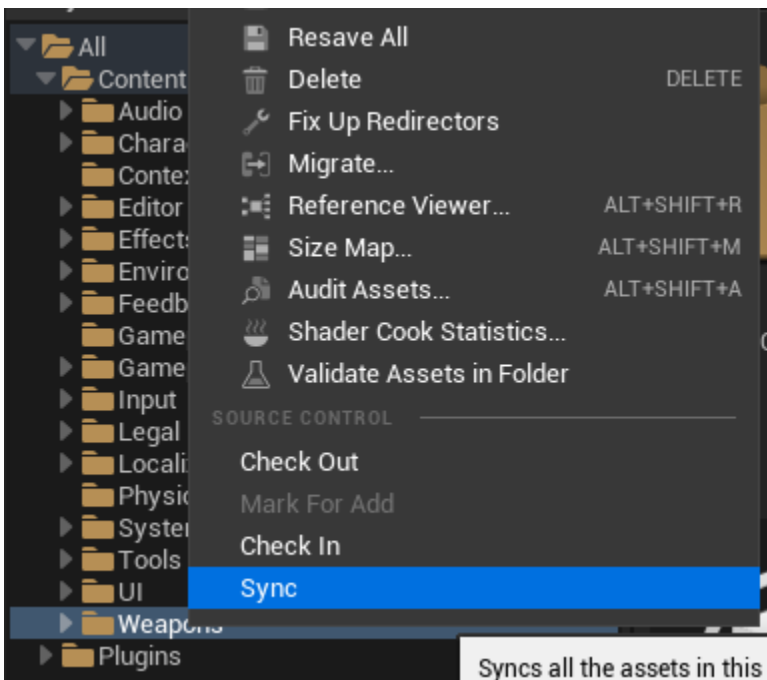 All
Content
Audio
Chara
Conte
Editor
Effect
Enviro
Feedb
Game
Game
Input
Legal
Locali
Physic
System
Tools
UI
Weapons
Plugins
Resave All
Delete DELETE
Fix Up Redirectors
Migrate...
Reference Viewer... ALT+SHIFT+R
Size Map... ALT+SHIFT+M
Audit Assets... ALT+SHIFT+A
Shader Cook Statistics...
Validate Assets in Folder
SOURCE CONTROL
Check Out
Mark For Add
Check In
Sync
Syncs all the assets in this